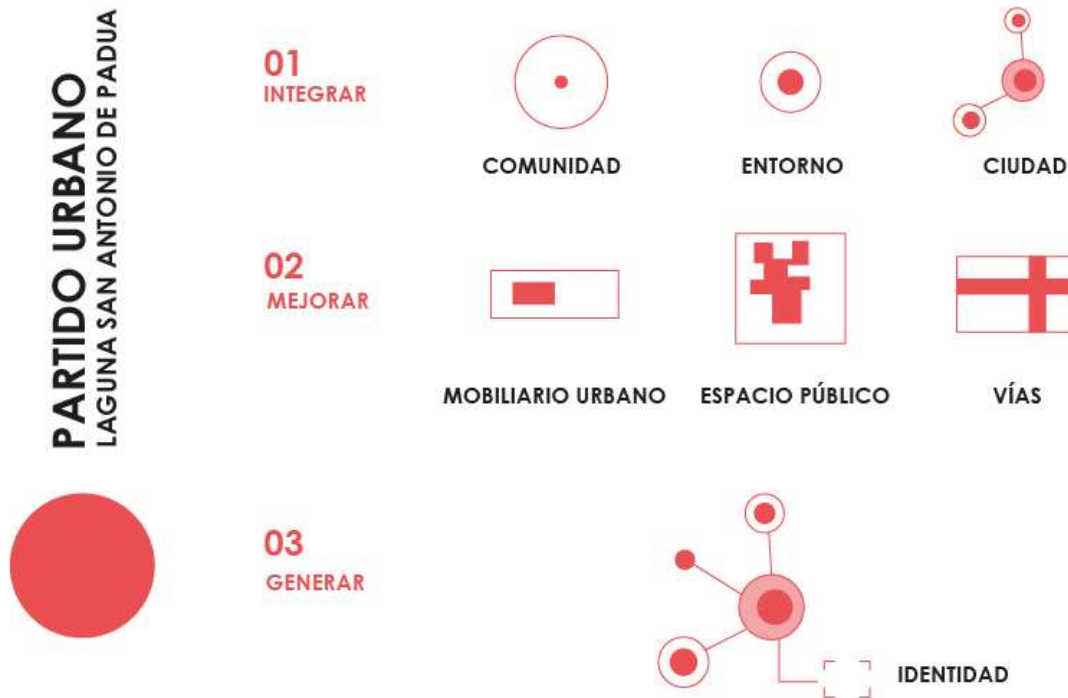 PARTIDO URBANO
LAGUNA SAN ANTONIO DE PADUA
01
INTEGRAR
COMUNIDAD
ENTORNO
CIUDAD
02
MEJORAR
MOBILIARIO URBANO
ESPACIO PÚBLICO
VÍAS
03
GENERAR
IDENTIDAD